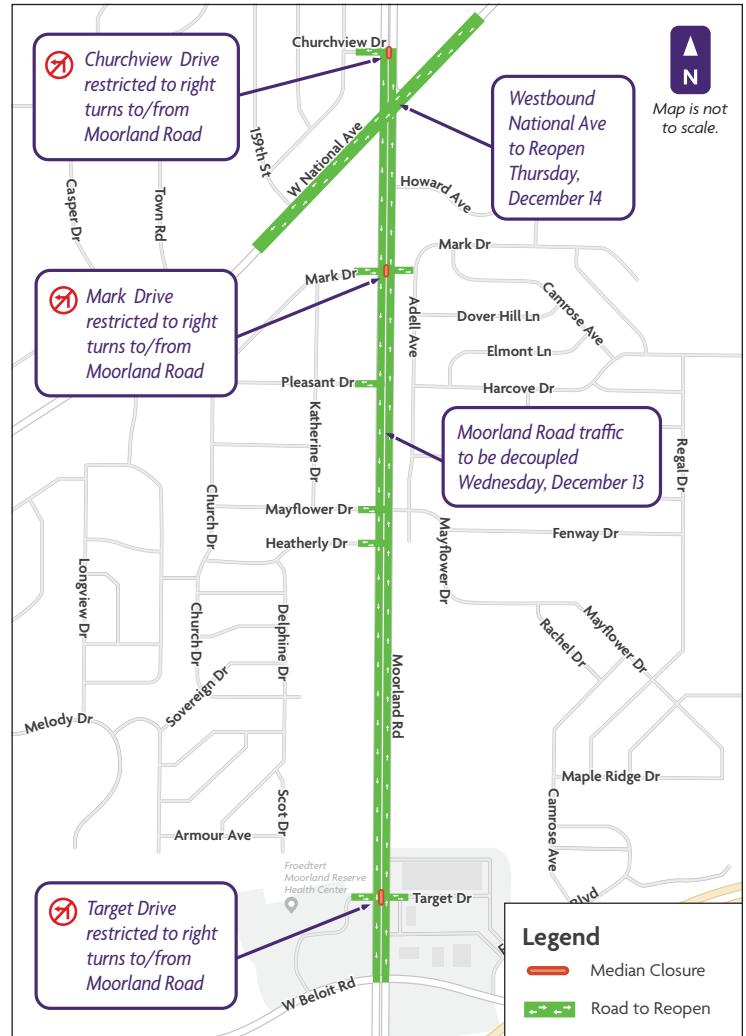 Churchview Drive
restricted to right
turns to/from
Moorland Road
Churchview Dr
N
Map is not
to scale.
Westbound
National Ave
to Reopen
Thursday,
December 14
159th St
W National Ave
Casper Dr
Town Rd
Howard Ave
Mark Dr
Mark Dr
Mark Drive
restricted to right
turns to/from
Moorland Road
Adell Ave
Camrose Ave
Dover Hill Ln
Elmont Ln
Pleasant Dr
Katherine Dr
Harcove Dr
Moorland Road traffic
to be decoupled
Wednesday, December 13
Regal Dr
Church Dr
Mayflower Dr
Heatherly Dr
Mayflower Dr
Fenway Dr
Longview Dr
Church Dr
Delphine Dr
Rachel Dr
Mayflower Dr
Sovereign Dr
Moorland Rd
Melody Dr
Maple Ridge Dr
Scot Dr
Armour Ave
Camrose Ave
Froedtert
Moorland Reserve
Health Center
Target Drive
restricted to right
turns to/from
Moorland Road
Target Dr
Blvd
W Beloit Rd
Legend
Median Closure
Road to Reopen